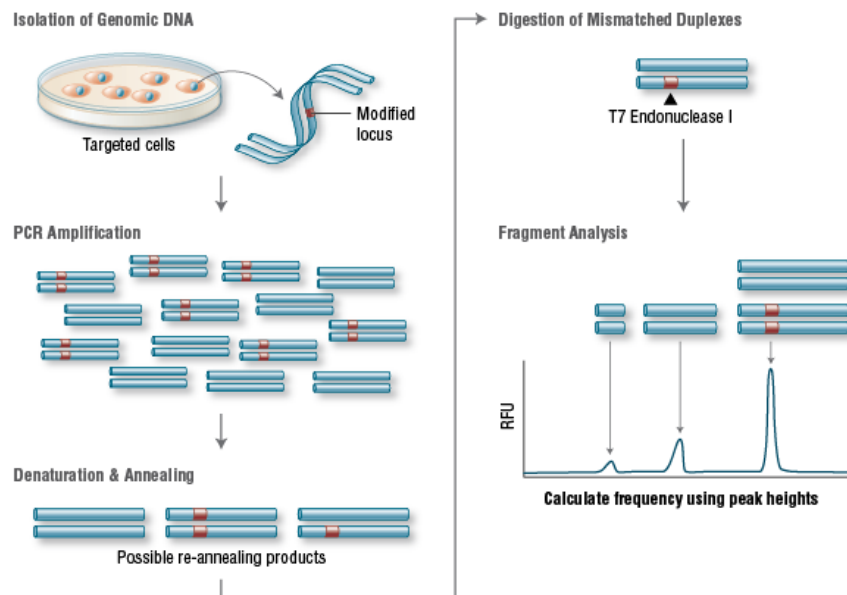 Isolation of Genomic DNA
Targeted cells
Modified
locus
PCR Amplification
Denaturation & Annealing
Possible re-annealing products
Digestion of Mismatched Duplexes
T7 Endonuclease I
Fragment Analysis
RFU
Calculate frequency using peak heights